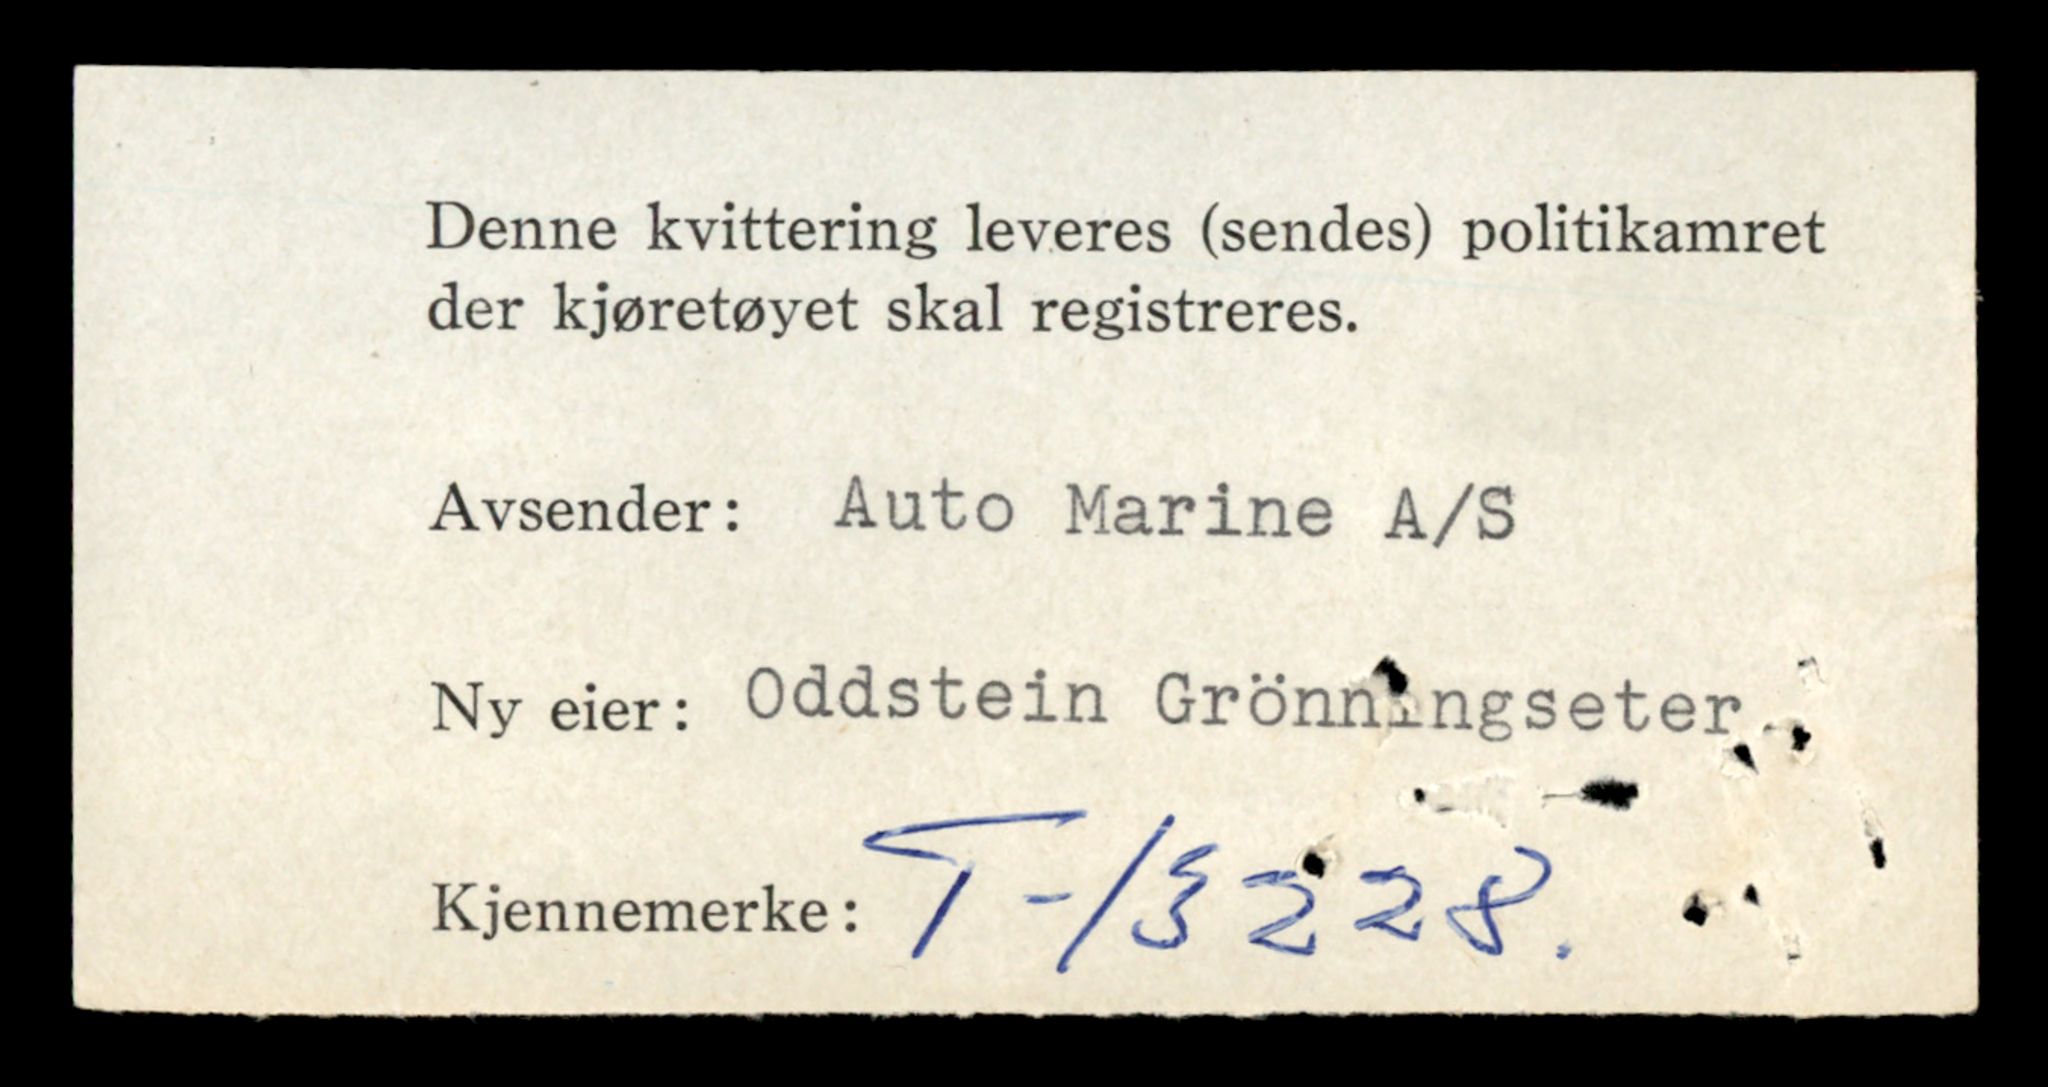 Denne kvittering leveres (sendes) politikamret
der kjøretøyet skal registreres.
Avsender: Auto Marine A/S
Ny eier: Oddstein Grönningseter
Kjennemerke: T-13228.